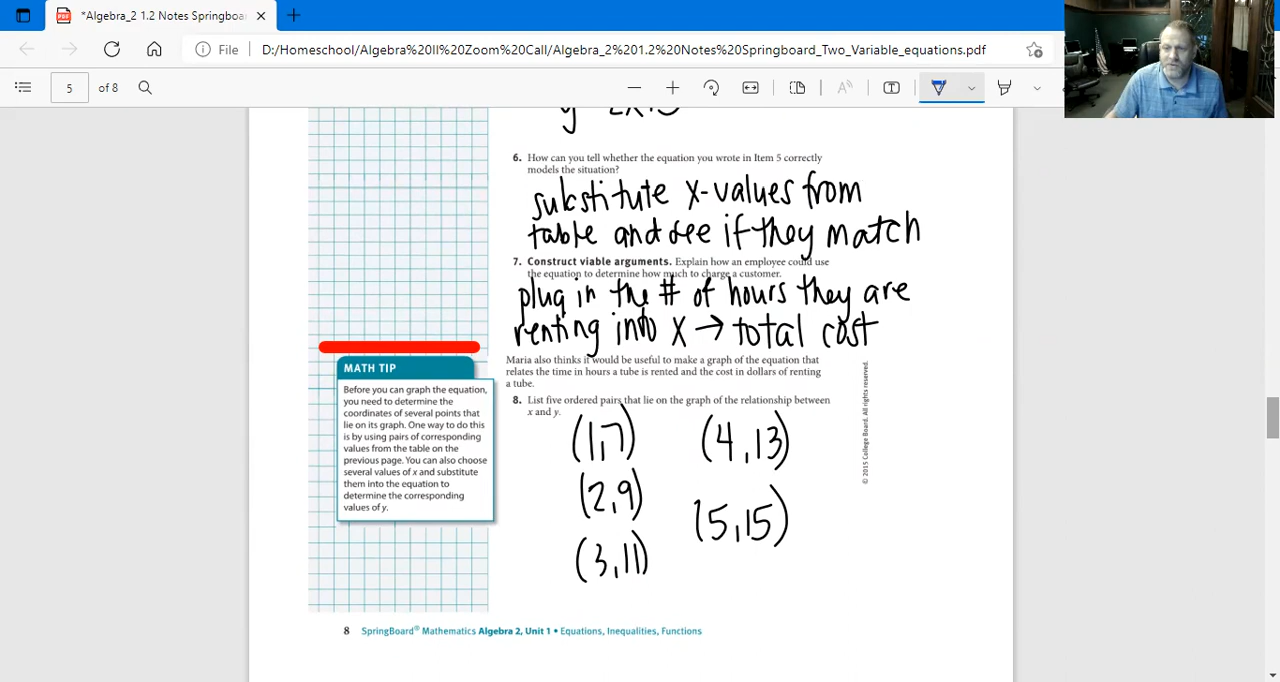 *Algebra_2 1.2 Notes Springboa
File D:/Homeschool/Algebra%20II%20Zoom%20Call/Algebra_2%201.2%20Notes%20Springboard_Two_Variable_equations.pdf
5 of 8
6. How can you tell whether the equation you wrote in Item 5 correctly
models the situation?
substitute x-values from
table and see if they match
7. Construct viable arguments. Explain how an employee could use
the equation to determine how much to charge a customer.
plug in the # of hours they are
renting into x → total cost
Maria also thinks it would be useful to make a graph of the equation that
relates the time in hours a tube is rented and the cost in dollars of renting
a tube.
MATH TIP
Before you can graph the equation,
you need to determine the
coordinates of several points that
lie on its graph. One way to do this
is by using pairs of corresponding
values from the table on the
previous page. You can also choose
several values of x and substitute
them into the equation to
determine the corresponding
values of y.
8. List five ordered pairs that lie on the graph of the relationship between
x and y.
(1,7) (4,13)
(2,9)
(5,15)
(3,11)
© 2015 College Board. All rights reserved.
8 SpringBoard® Mathematics Algebra 2, Unit 1 • Equations, Inequalities, Functions